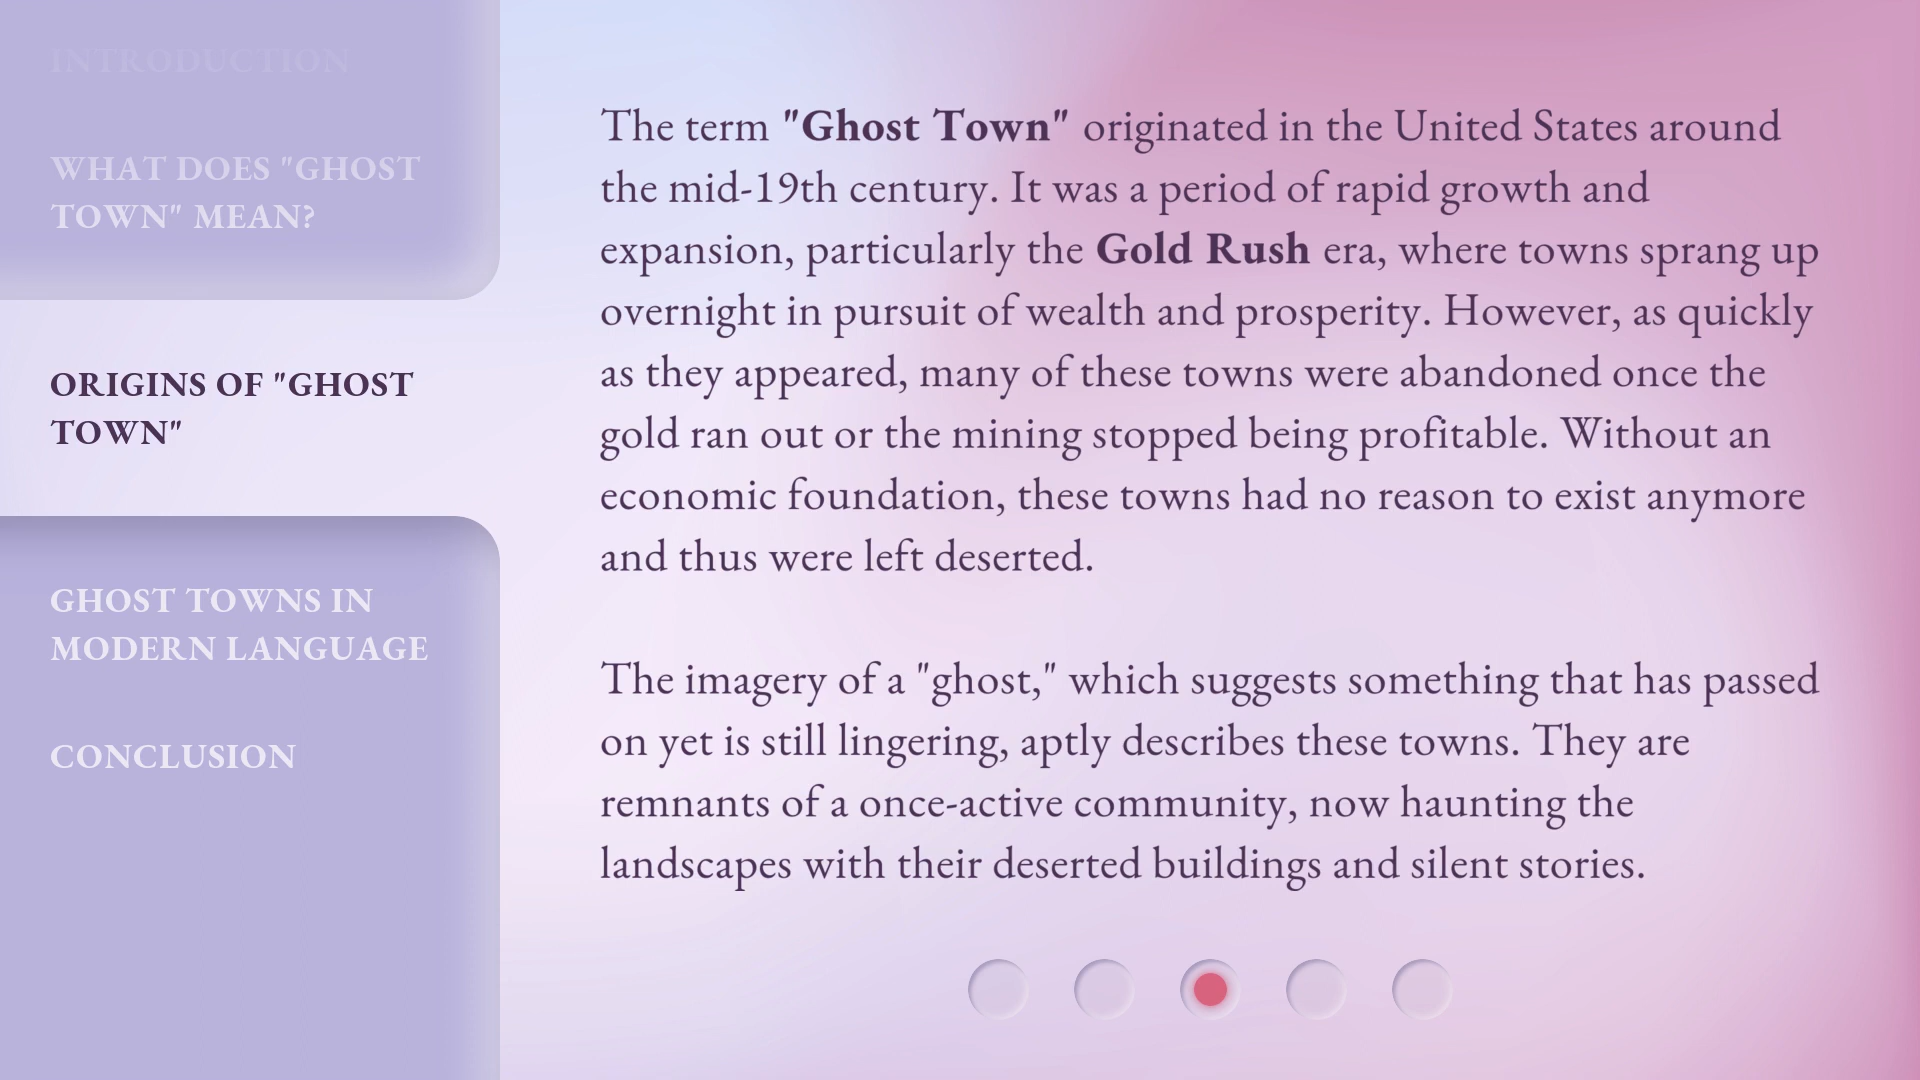 INTRODUCTION
WHAT DOES "GHOST
TOWN" MEAN?
ORIGINS OF "GHOST
TOWN"
GHOST TOWNS IN
MODERN LANGUAGE
CONCLUSION
The term "Ghost Town" originated in the United States around
the mid-19th century. It was a period of rapid growth and
expansion, particularly the Gold Rush era, where towns sprang up
overnight in pursuit of wealth and prosperity. However, as quickly
as they appeared, many of these towns were abandoned once the
gold ran out or the mining stopped being profitable. Without an
economic foundation, these towns had no reason to exist anymore
and thus were left deserted.
The imagery of a "ghost," which suggests something that has passed
on yet is still lingering, aptly describes these towns. They are
remnants of a once-active community, now haunting the
landscapes with their deserted buildings and silent stories.